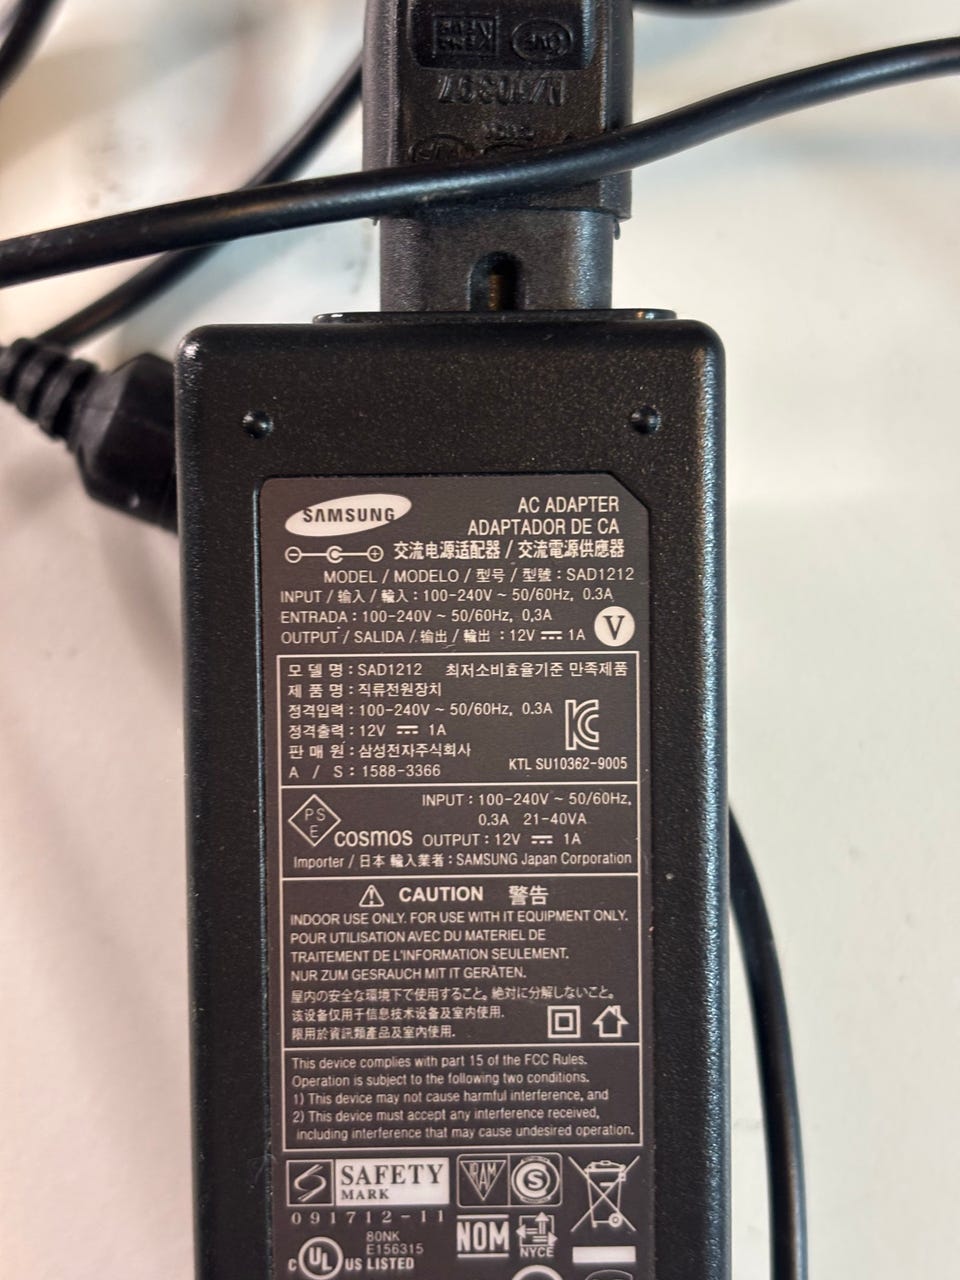 SAMSUNG
AC ADAPTER
ADAPTADOR DE CA
交流电源适配器 / 交流電源供應器
MODEL / MODELO / 型号 / 型號 : SAD1212
INPUT / 输入 / 輸入 : 100-240V ~ 50/60Hz, 0.3A
ENTRADA : 100-240V ~ 50/60Hz, 0,3A
OUTPUT / SALIDA / 输出 / 輸出 : 12V ⎓ 1A
V
모 델 명 : SAD1212 최저소비효율기준 만족제품
제 품 명 : 직류전원장치
정격입력 : 100-240V ~ 50/60Hz, 0.3A
정격출력 : 12V ⎓ 1A
판 매 원 : 삼성전자주식회사
A / S : 1588-3366
KTL SU10362-9005
PSE
cosmos
INPUT : 100-240V ~ 50/60Hz,
0.3A 21-40VA
OUTPUT : 12V ⎓ 1A
Importer / 日本 輸入業者 : SAMSUNG Japan Corporation
CAUTION 警告
INDOOR USE ONLY. FOR USE WITH IT EQUIPMENT ONLY.
POUR UTILISATION AVEC DU MATERIEL DE
TRAITEMENT DE L'INFORMATION SEULEMENT.
NUR ZUM GESRAUCH MIT IT GERÄTEN.
屋内の安全な環境下で使用すること。絶対に分解しないこと。
该设备仅用于信息技术设备及室内使用.
限用於資訊類產品及室內使用.
This device complies with part 15 of the FCC Rules.
Operation is subject to the following two conditions.
1) This device may not cause harmful interference, and
2) This device must accept any interference received,
including interference that may cause undesired operation.
SAFETY
MARK
091712-11
IRAM
S
NOM
NYCE
80NK
E156315
c UL US LISTED